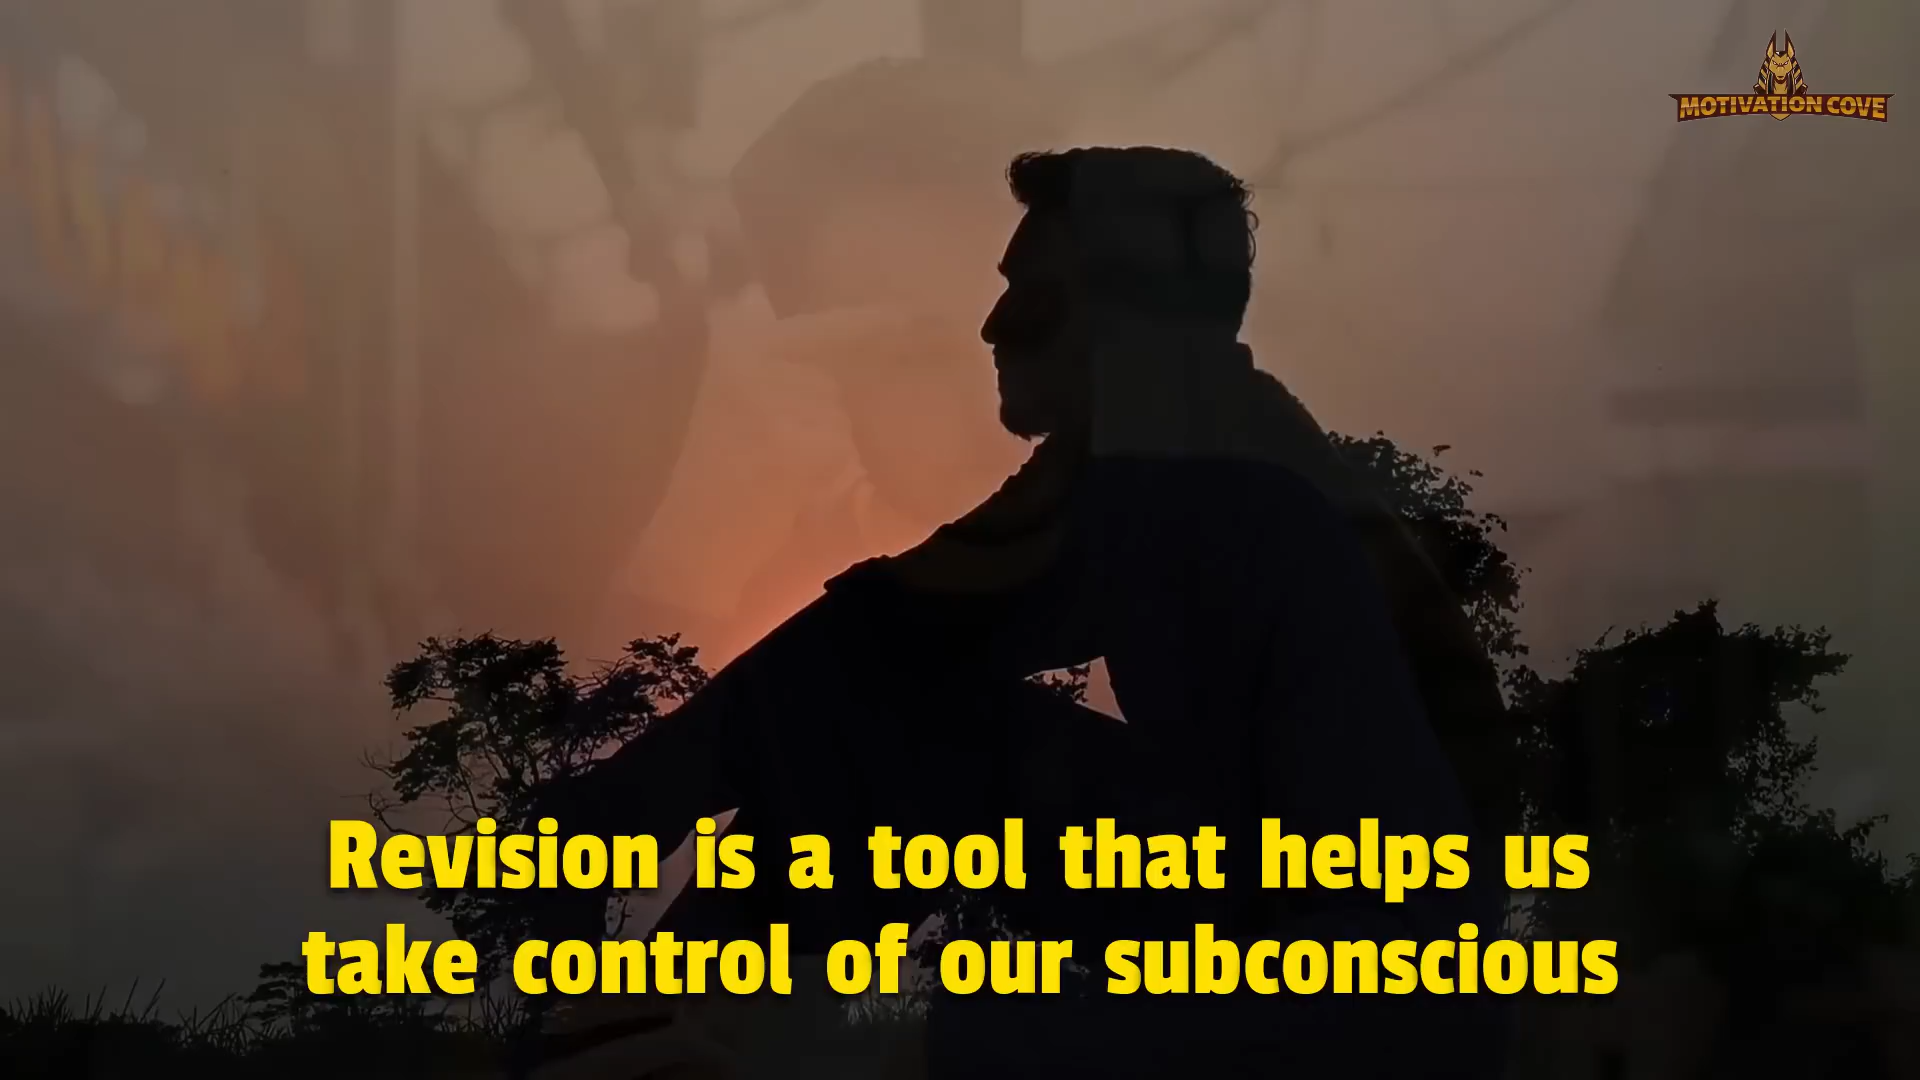 MOTIVATION COVE
Revision is a tool that helps us
take control of our subconscious